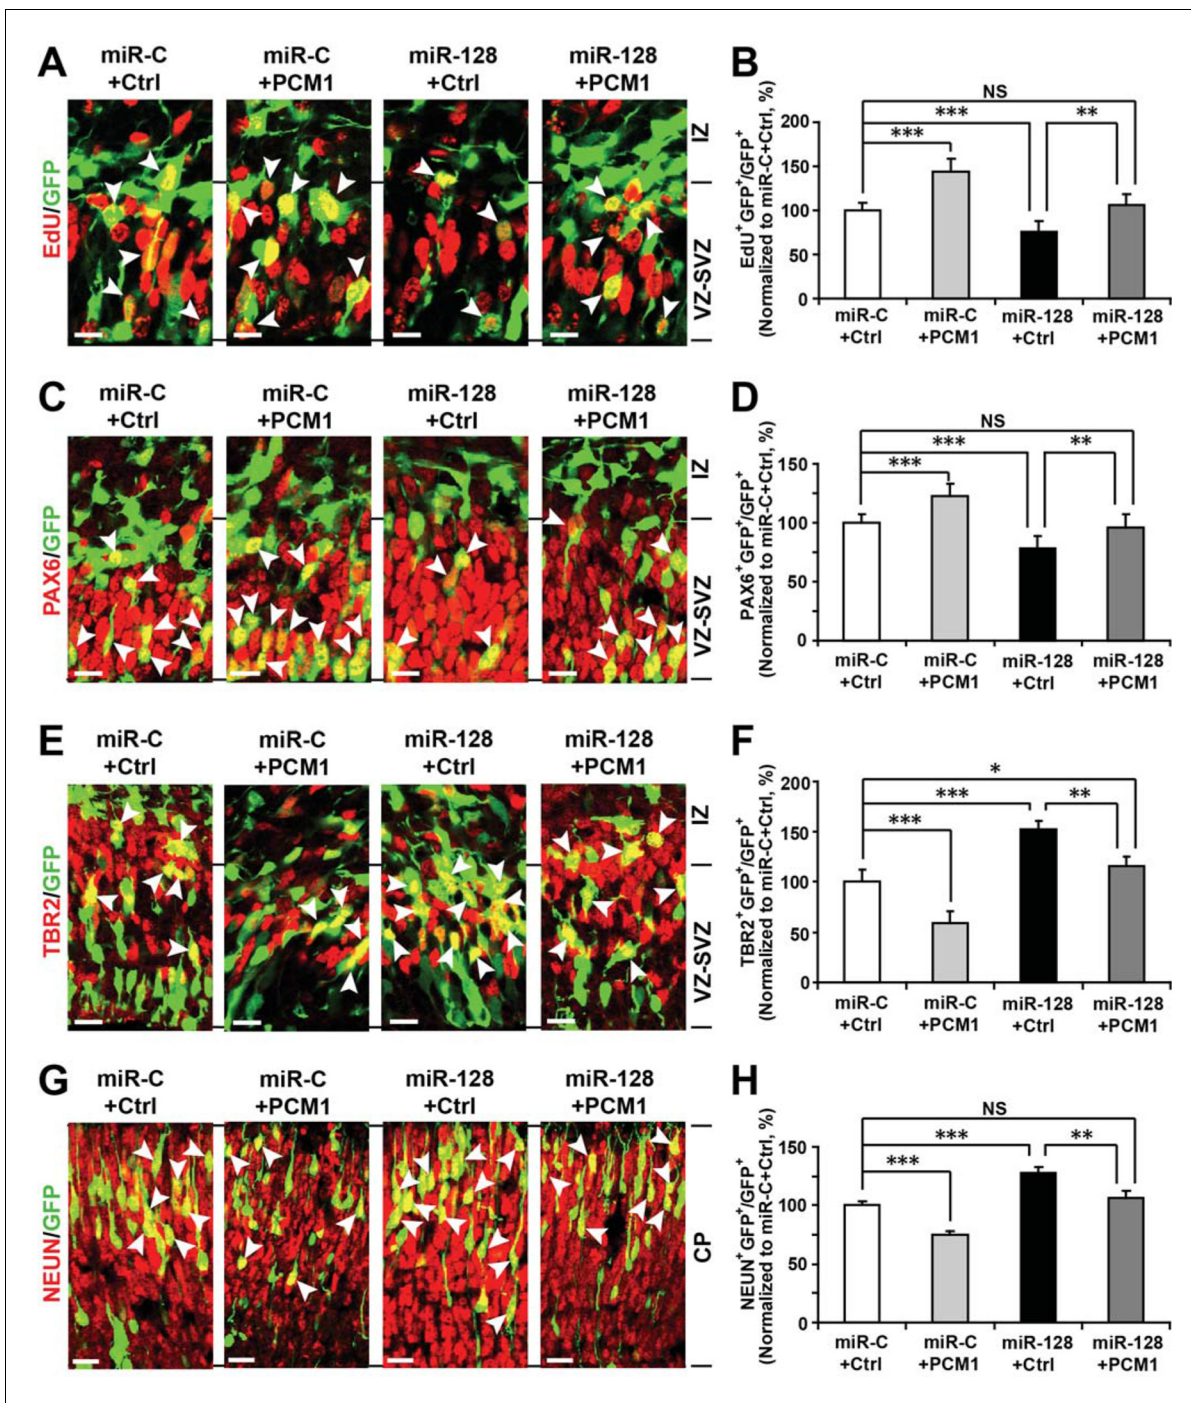 A
miR-C
+Ctrl
miR-C
+PCM1
miR-128
+Ctrl
miR-128
+PCM1
EdU/GFP
IZ
VZ-SVZ
B
NS
***
**
***
EdU⁺GFP⁺/GFP⁺
(Normalized to miR-C+Ctrl, %)
200
150
100
50
0
miR-C
+Ctrl
miR-C
+PCM1
miR-128
+Ctrl
miR-128
+PCM1
C
miR-C
+Ctrl
miR-C
+PCM1
miR-128
+Ctrl
miR-128
+PCM1
PAX6/GFP
IZ
VZ-SVZ
D
NS
***
**
***
PAX6⁺GFP⁺/GFP⁺
(Normalized to miR-C+Ctrl, %)
150
100
50
0
miR-C
+Ctrl
miR-C
+PCM1
miR-128
+Ctrl
miR-128
+PCM1
E
miR-C
+Ctrl
miR-C
+PCM1
miR-128
+Ctrl
miR-128
+PCM1
TBR2/GFP
IZ
VZ-SVZ
F
*
***
**
***
TBR2⁺GFP⁺/GFP⁺
(Normalized to miR-C+Ctrl, %)
200
150
100
50
0
miR-C
+Ctrl
miR-C
+PCM1
miR-128
+Ctrl
miR-128
+PCM1
G
miR-C
+Ctrl
miR-C
+PCM1
miR-128
+Ctrl
miR-128
+PCM1
NEUN/GFP
CP
H
NS
***
**
***
NEUN⁺GFP⁺/GFP⁺
(Normalized to miR-C+Ctrl, %)
150
100
50
0
miR-C
+Ctrl
miR-C
+PCM1
miR-128
+Ctrl
miR-128
+PCM1